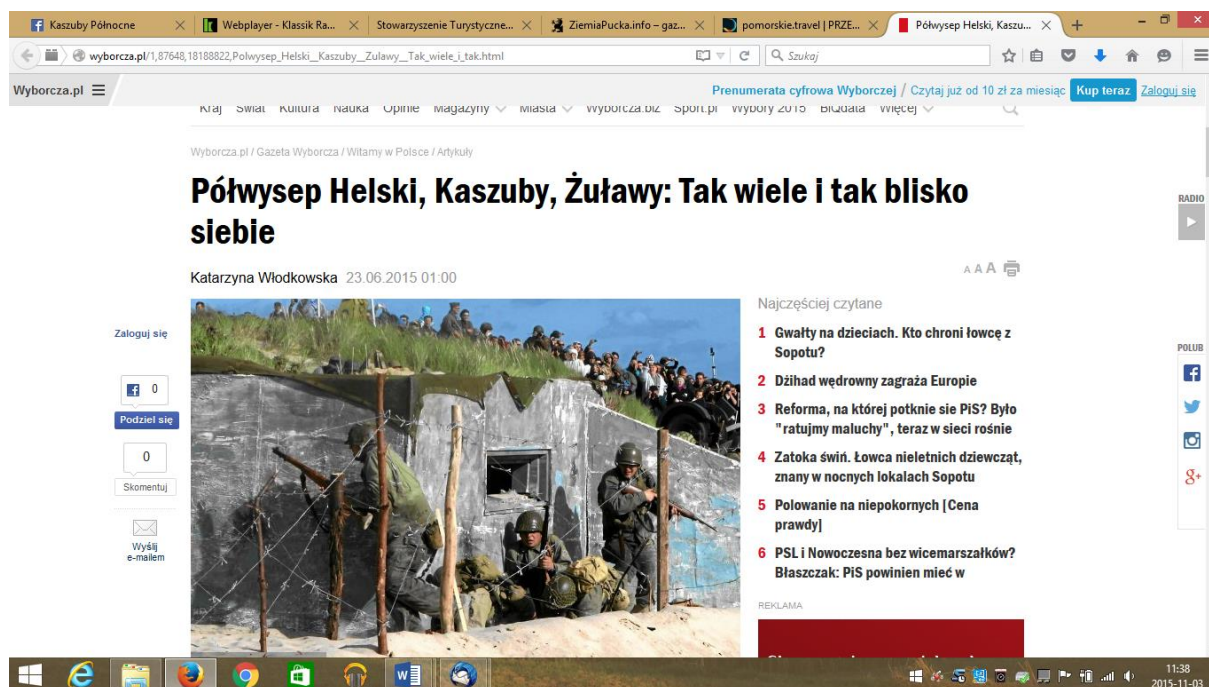 Kaszuby Północne
Webplayer - Klassik Ra...
Stowarzyszenie Turystyczne...
ZiemiaPucka.info – gaz...
pomorskie.travel | PRZE...
Półwysep Helski, Kaszu...
wyborcza.pl/1,87648,18188822,Polwysep_Helski__Kaszuby__Zulawy__Tak_wiele_i_tak.html
Szukaj
Wyborcza.pl
Prenumerata cyfrowa Wyborczej / Czytaj już od 10 zł za miesiąc Kup teraz Zaloguj się
Kraj Świat Kultura Nauka Opinie Magazyny Miasta Wyborcza.biz Sport.pl Wybory 2015 BIQdata Więcej
Wyborcza.pl / Gazeta Wyborcza / Witamy w Polsce / Artykuły
Półwysep Helski, Kaszuby, Żuławy: Tak wiele i tak blisko
siebie
Katarzyna Włodkowska 23.06.2015 01:00
A A A
RADIO
Zaloguj się
0
Podziel się
0
Skomentuj
Wyślij
e-mailem
Najczęściej czytane
1 Gwałty na dzieciach. Kto chroni łowcę z
Sopotu?
2 Dżihad wędrowny zagraża Europie
3 Reforma, na której potknie sie PiS? Było
"ratujmy maluchy", teraz w sieci rośnie
4 Zatoka świń. Łowca nieletnich dziewcząt,
znany w nocnych lokalach Sopotu
5 Polowanie na niepokornych [Cena
prawdy]
6 PSL i Nowoczesna bez wicemarszałków?
Błaszczak: PiS powinien mieć w
REKLAMA
POLUB
11:38
2015-11-03